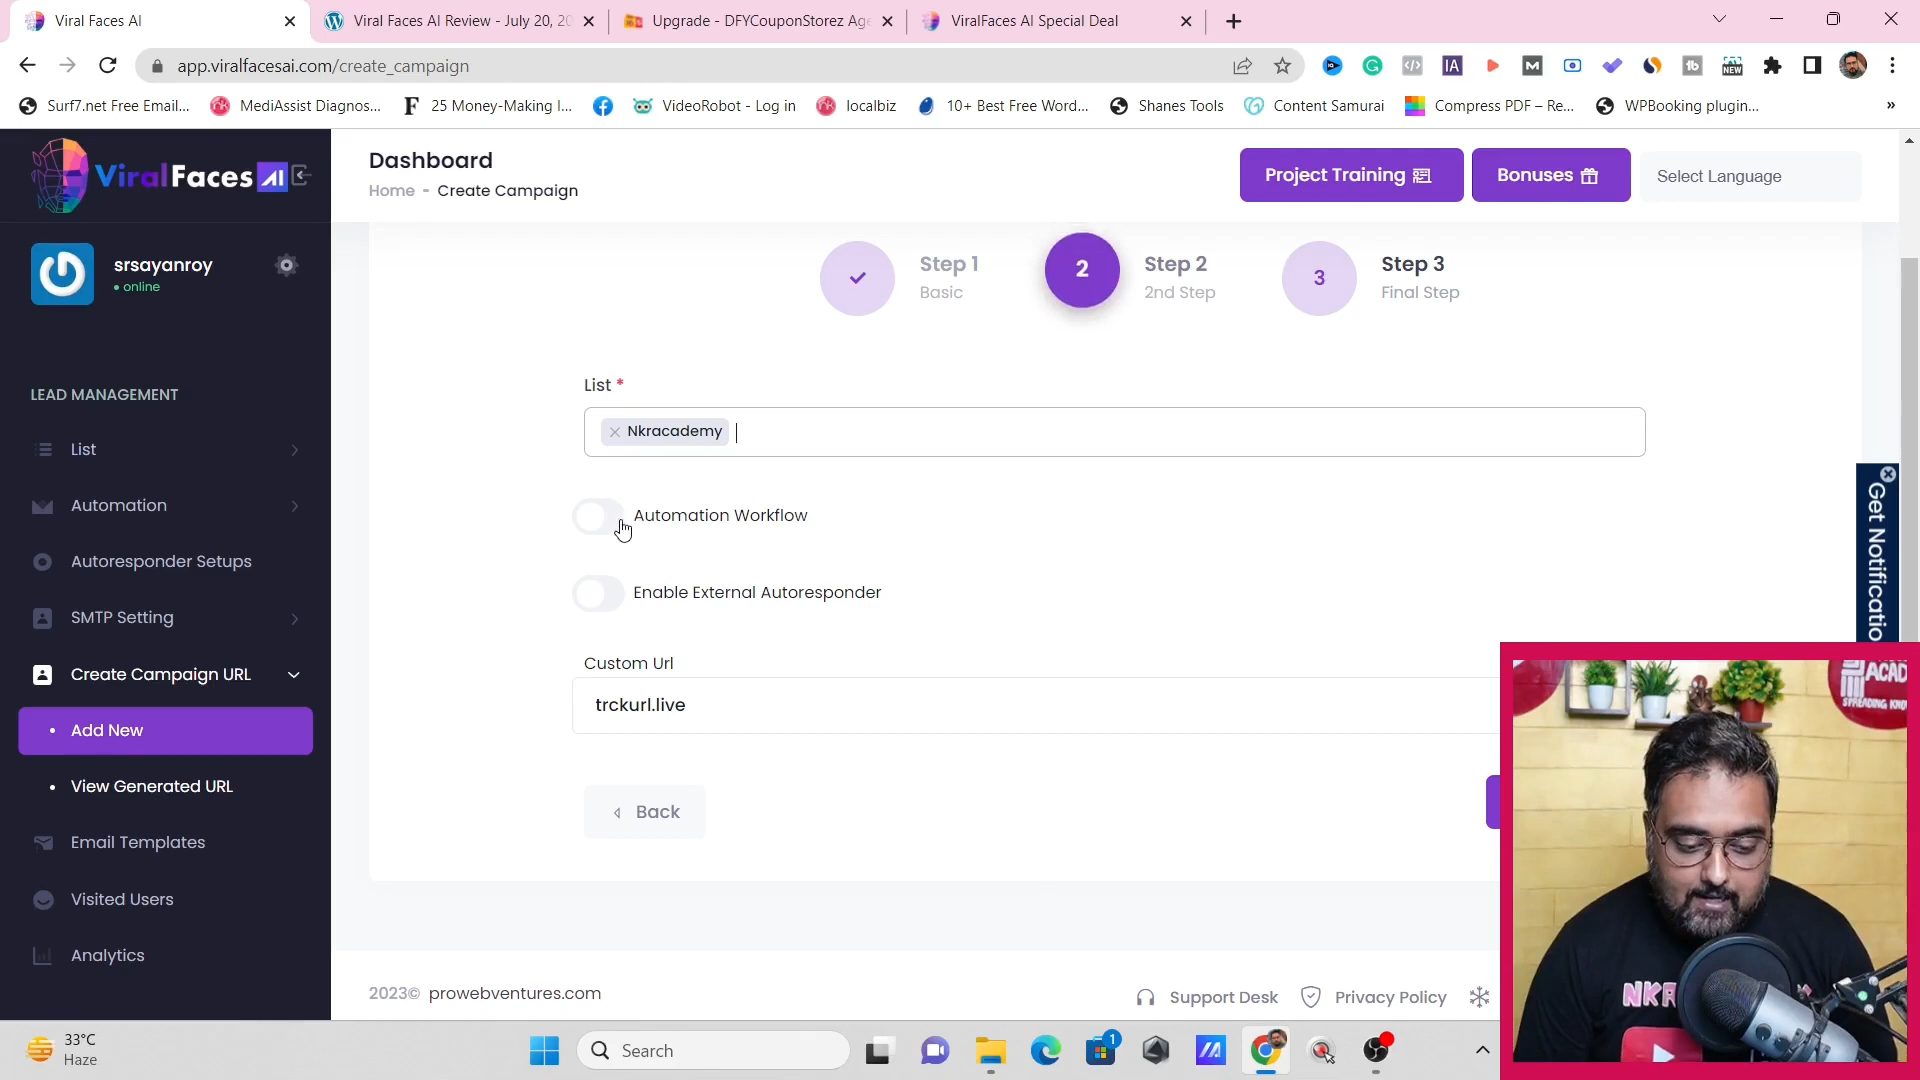 Viral Faces AI
Viral Faces AI Review - July 20, 20
Upgrade - DFYCouponStorez Age
ViralFaces AI Special Deal
app.viralfacesai.com/create_campaign
Surf7.net Free Email...
MediAssist Diagnos...
25 Money-Making I...
VideoRobot - Log in
localbiz
10+ Best Free Word...
Shanes Tools
Content Samurai
Compress PDF – Re...
WPBooking plugin...
»
ViralFaces AI
Dashboard
Home - Create Campaign
Project Training
Bonuses
Select Language
srsayanroy
online
Step 1
Basic
2
Step 2
2nd Step
3
Step 3
Final Step
LEAD MANAGEMENT
List
Automation
Autoresponder Setups
SMTP Setting
Create Campaign URL
Add New
View Generated URL
Email Templates
Visited Users
Analytics
List *
× Nkracademy
Automation Workflow
Enable External Autoresponder
Custom Url
trckurl.live
Back
Get Notificatio
2023© prowebventures.com
Support Desk
Privacy Policy
ACAD
SPREADING KNO
NKR
33°C
Haze
Search
1